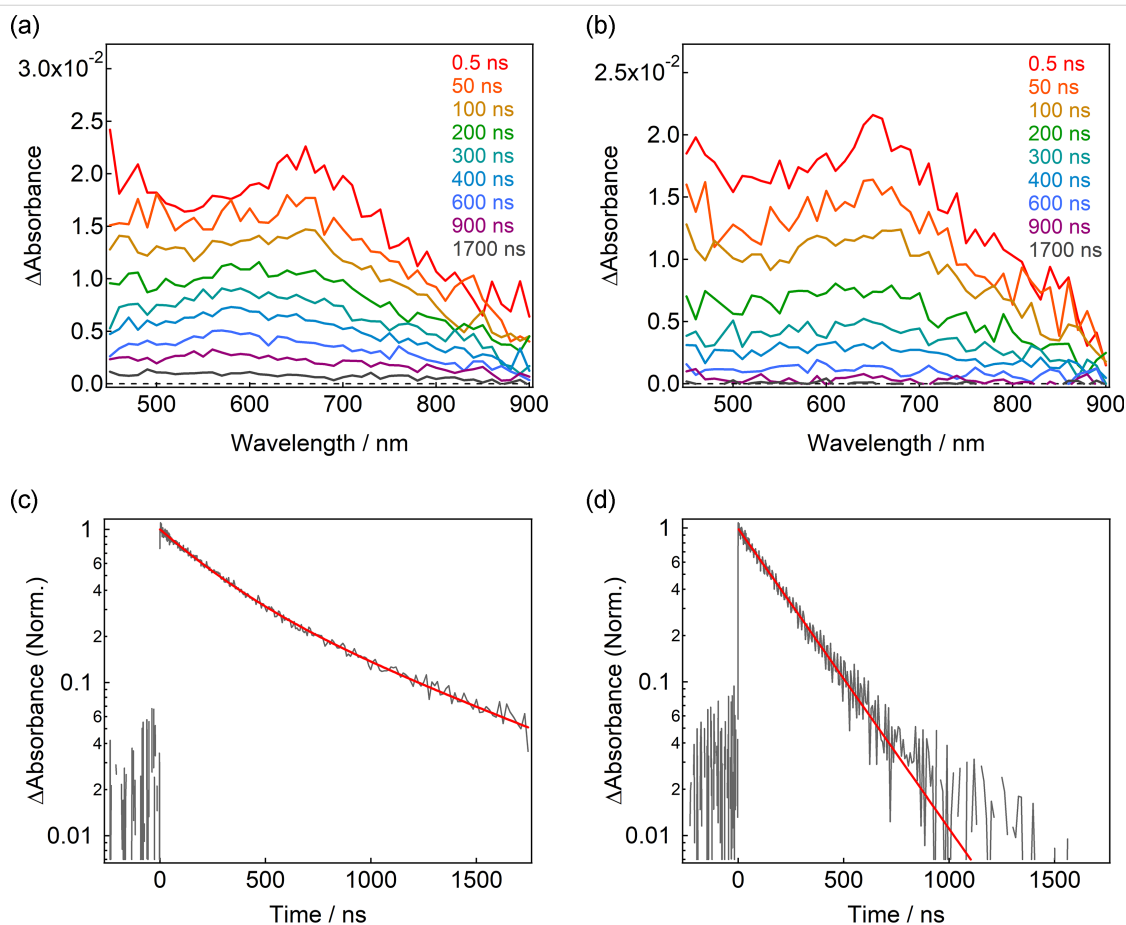 (a)
3.0x10⁻²
2.5
2.0
1.5
1.0
0.5
0.0
ΔAbsorbance
0.5 ns
50 ns
100 ns
200 ns
300 ns
400 ns
600 ns
900 ns
1700 ns
500 600 700 800 900
Wavelength / nm
(b)
2.5x10⁻²
2.0
1.5
1.0
0.5
0.0
ΔAbsorbance
0.5 ns
50 ns
100 ns
200 ns
300 ns
400 ns
600 ns
900 ns
1700 ns
500 600 700 800 900
Wavelength / nm
(c)
1
6
4
2
0.1
6
4
2
0.01
ΔAbsorbance (Norm.)
0 500 1000 1500
Time / ns
(d)
1
6
4
2
0.1
6
4
2
0.01
ΔAbsorbance (Norm.)
0 500 1000 1500
Time / ns